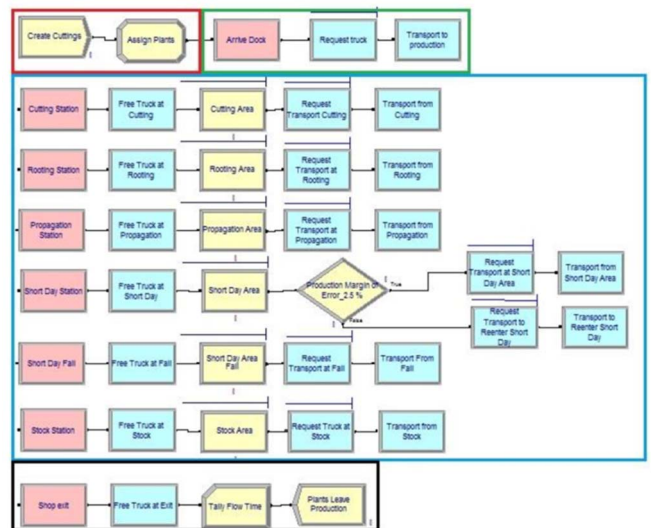 Create Cuttings
Assign Plants
Arrive Dock
Request truck
Transport to
production
Cutting Station
Free Truck at
Cutting
Cutting Area
Request
Transport Cutting
Transport from
Cutting
Rooting Station
Free Truck at
Rooting
Rooting Area
Request
Transport at
Rooting
Transport from
Rooting
Propagation
Station
Free Truck at
Propagation
Propagation Area
Request
Transport at
Propagation
Transport from
Propagation
Short Day Station
Free Truck at
Short Day
Short Day Area
Production Margin of
Error_2.5 %
True
False
Request
Transport at Short
Day Area
Transport from
Short Day Area
Request
Transport to
Reenter Short
Day
Transport to
Reenter Short
Day
Short Day Fail
Free Truck at Fail
Short Day Area
Fail
Request
Transport at Fail
Transport From
Fail
Stock Station
Free Truck at
Stock
Stock Area
Request Truck at
Stock
Transport from
Stock
Shop exit
Free Truck at Exit
Tally Flow Time
Plants Leave
Production